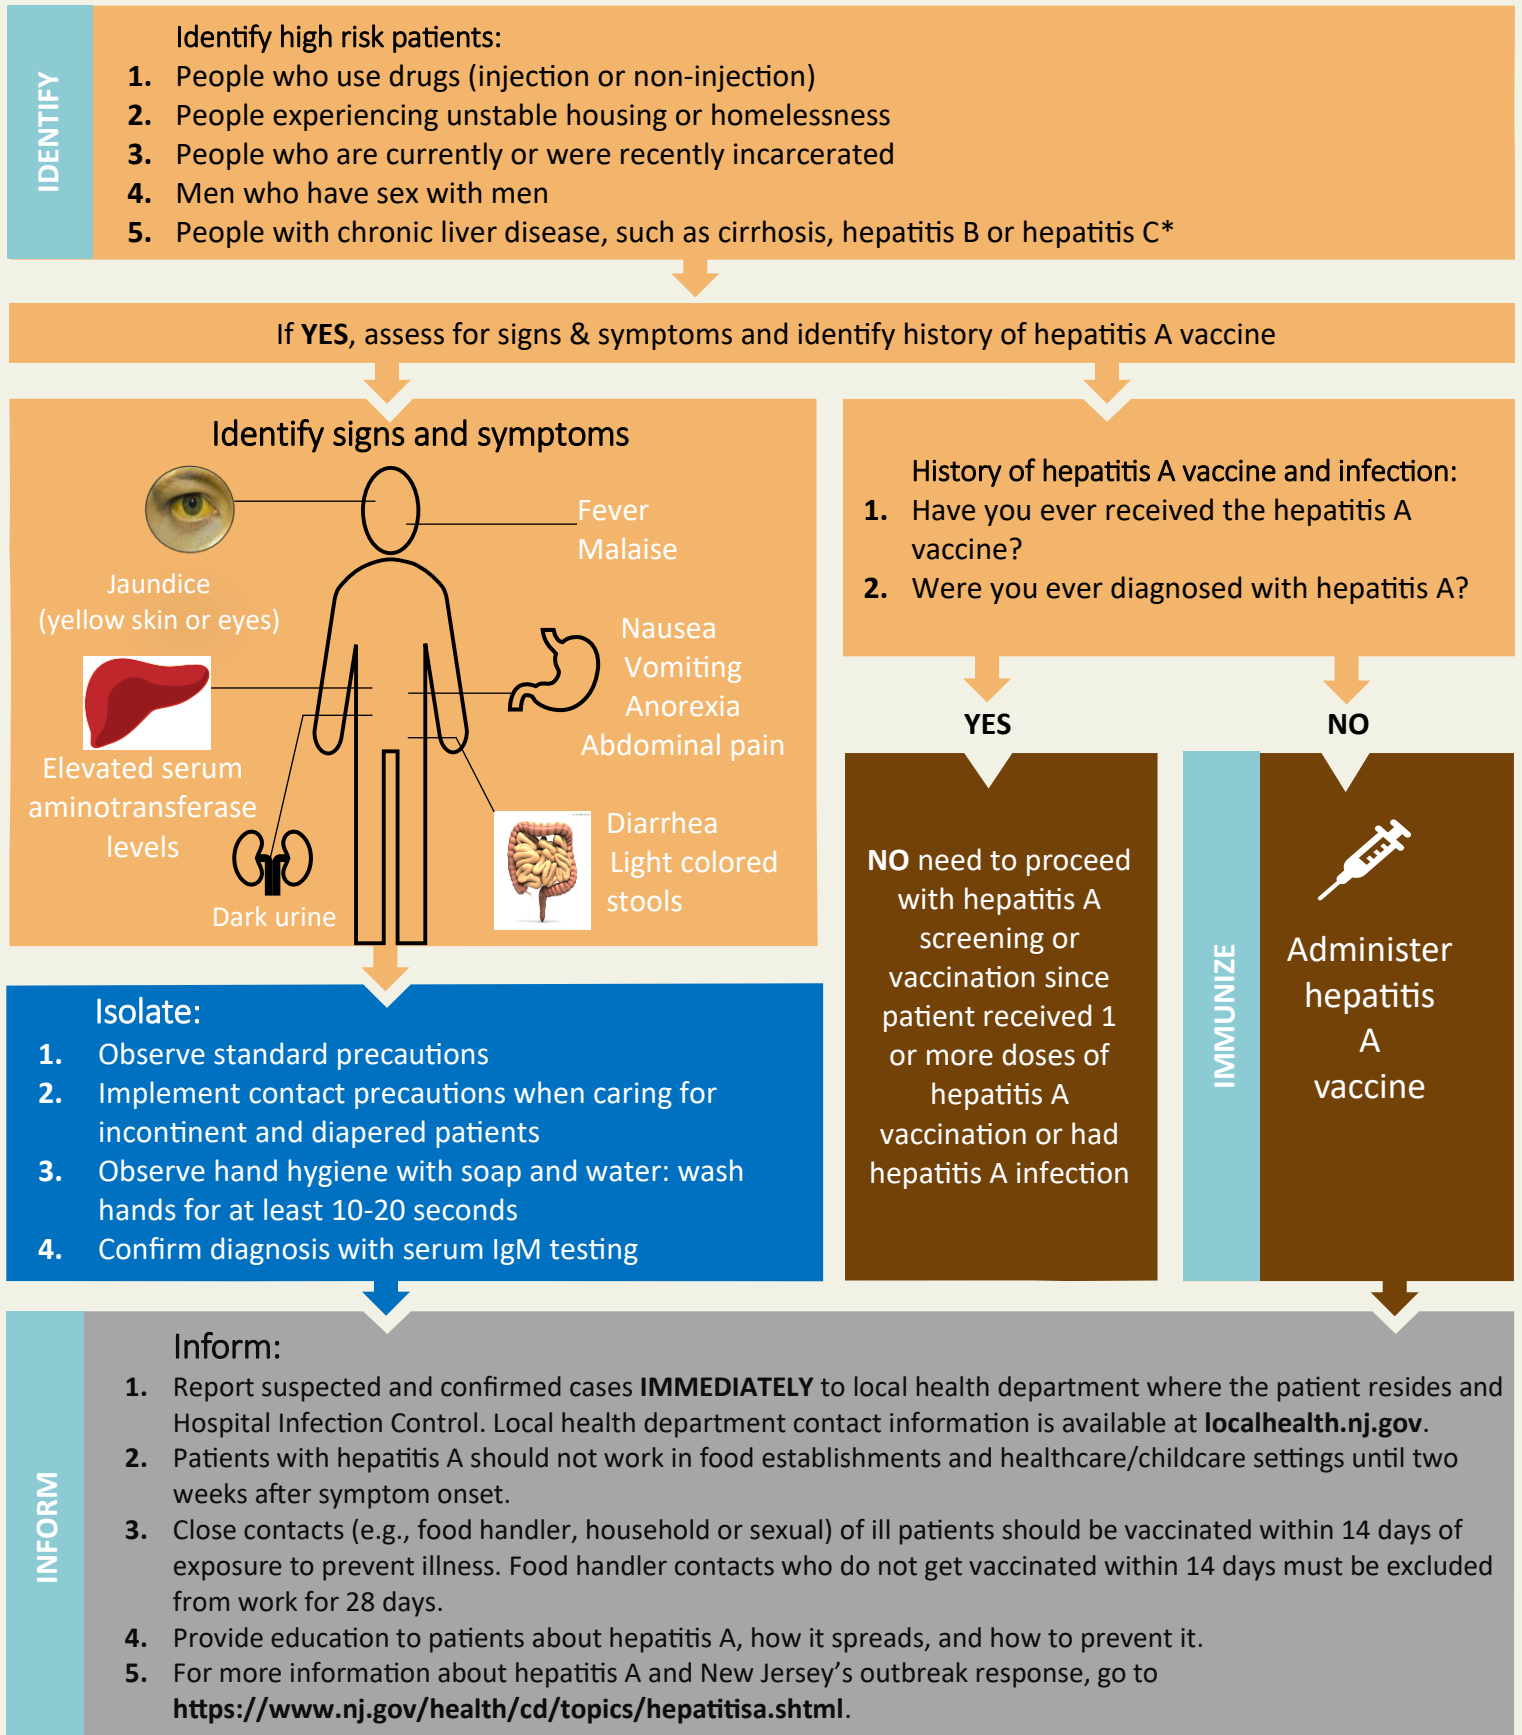 IDENTIFY
Identify high risk patients:
1. People who use drugs (injection or non-injection)
2. People experiencing unstable housing or homelessness
3. People who are currently or were recently incarcerated
4. Men who have sex with men
5. People with chronic liver disease, such as cirrhosis, hepatitis B or hepatitis C*
If YES, assess for signs & symptoms and identify history of hepatitis A vaccine
Identify signs and symptoms
Jaundice
(yellow skin or eyes)
Elevated serum
aminotransferase
levels
Dark urine
Fever
Malaise
Nausea
Vomiting
Anorexia
Abdominal pain
Diarrhea
Light colored
stools
History of hepatitis A vaccine and infection:
1. Have you ever received the hepatitis A
vaccine?
2. Were you ever diagnosed with hepatitis A?
YES
NO need to proceed
with hepatitis A
screening or
vaccination since
patient received 1
or more doses of
hepatitis A
vaccination or had
hepatitis A infection
NO
IMMUNIZE
Administer
hepatitis
A
vaccine
Isolate:
1. Observe standard precautions
2. Implement contact precautions when caring for
incontinent and diapered patients
3. Observe hand hygiene with soap and water: wash
hands for at least 10-20 seconds
4. Confirm diagnosis with serum IgM testing
INFORM
Inform:
1. Report suspected and confirmed cases IMMEDIATELY to local health department where the patient resides and
Hospital Infection Control. Local health department contact information is available at localhealth.nj.gov.
2. Patients with hepatitis A should not work in food establishments and healthcare/childcare settings until two
weeks after symptom onset.
3. Close contacts (e.g., food handler, household or sexual) of ill patients should be vaccinated within 14 days of
exposure to prevent illness. Food handler contacts who do not get vaccinated within 14 days must be excluded
from work for 28 days.
4. Provide education to patients about hepatitis A, how it spreads, and how to prevent it.
5. For more information about hepatitis A and New Jersey's outbreak response, go to
https://www.nj.gov/health/cd/topics/hepatitisa.shtml.